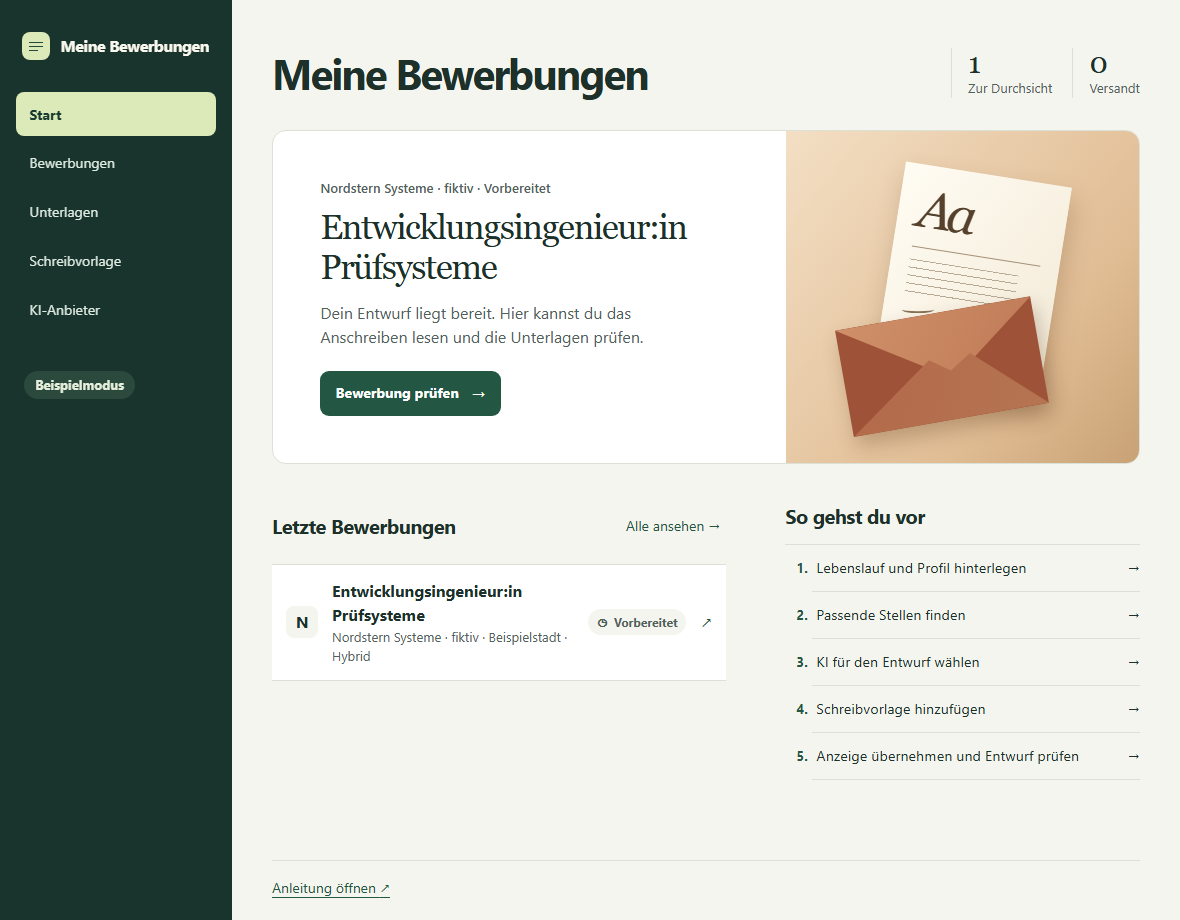 Meine Bewerbungen
Start
Bewerbungen
Unterlagen
Schreibvorlage
KI-Anbieter
Beispielmodus
Meine Bewerbungen
1
Zur Durchsicht
0
Versandt
Nordstern Systeme · fiktiv · Vorbereitet
Entwicklungsingenieur:in
Prüfsysteme
Dein Entwurf liegt bereit. Hier kannst du das
Anschreiben lesen und die Unterlagen prüfen.
Bewerbung prüfen →
Aa
Letzte Bewerbungen
Alle ansehen →
N
Entwicklungsingenieur:in
Prüfsysteme
Nordstern Systeme · fiktiv · Beispielstadt ·
Hybrid
Vorbereitet ↗
So gehst du vor
1. Lebenslauf und Profil hinterlegen →
2. Passende Stellen finden →
3. KI für den Entwurf wählen →
4. Schreibvorlage hinzufügen →
5. Anzeige übernehmen und Entwurf prüfen →
Anleitung öffnen ↗